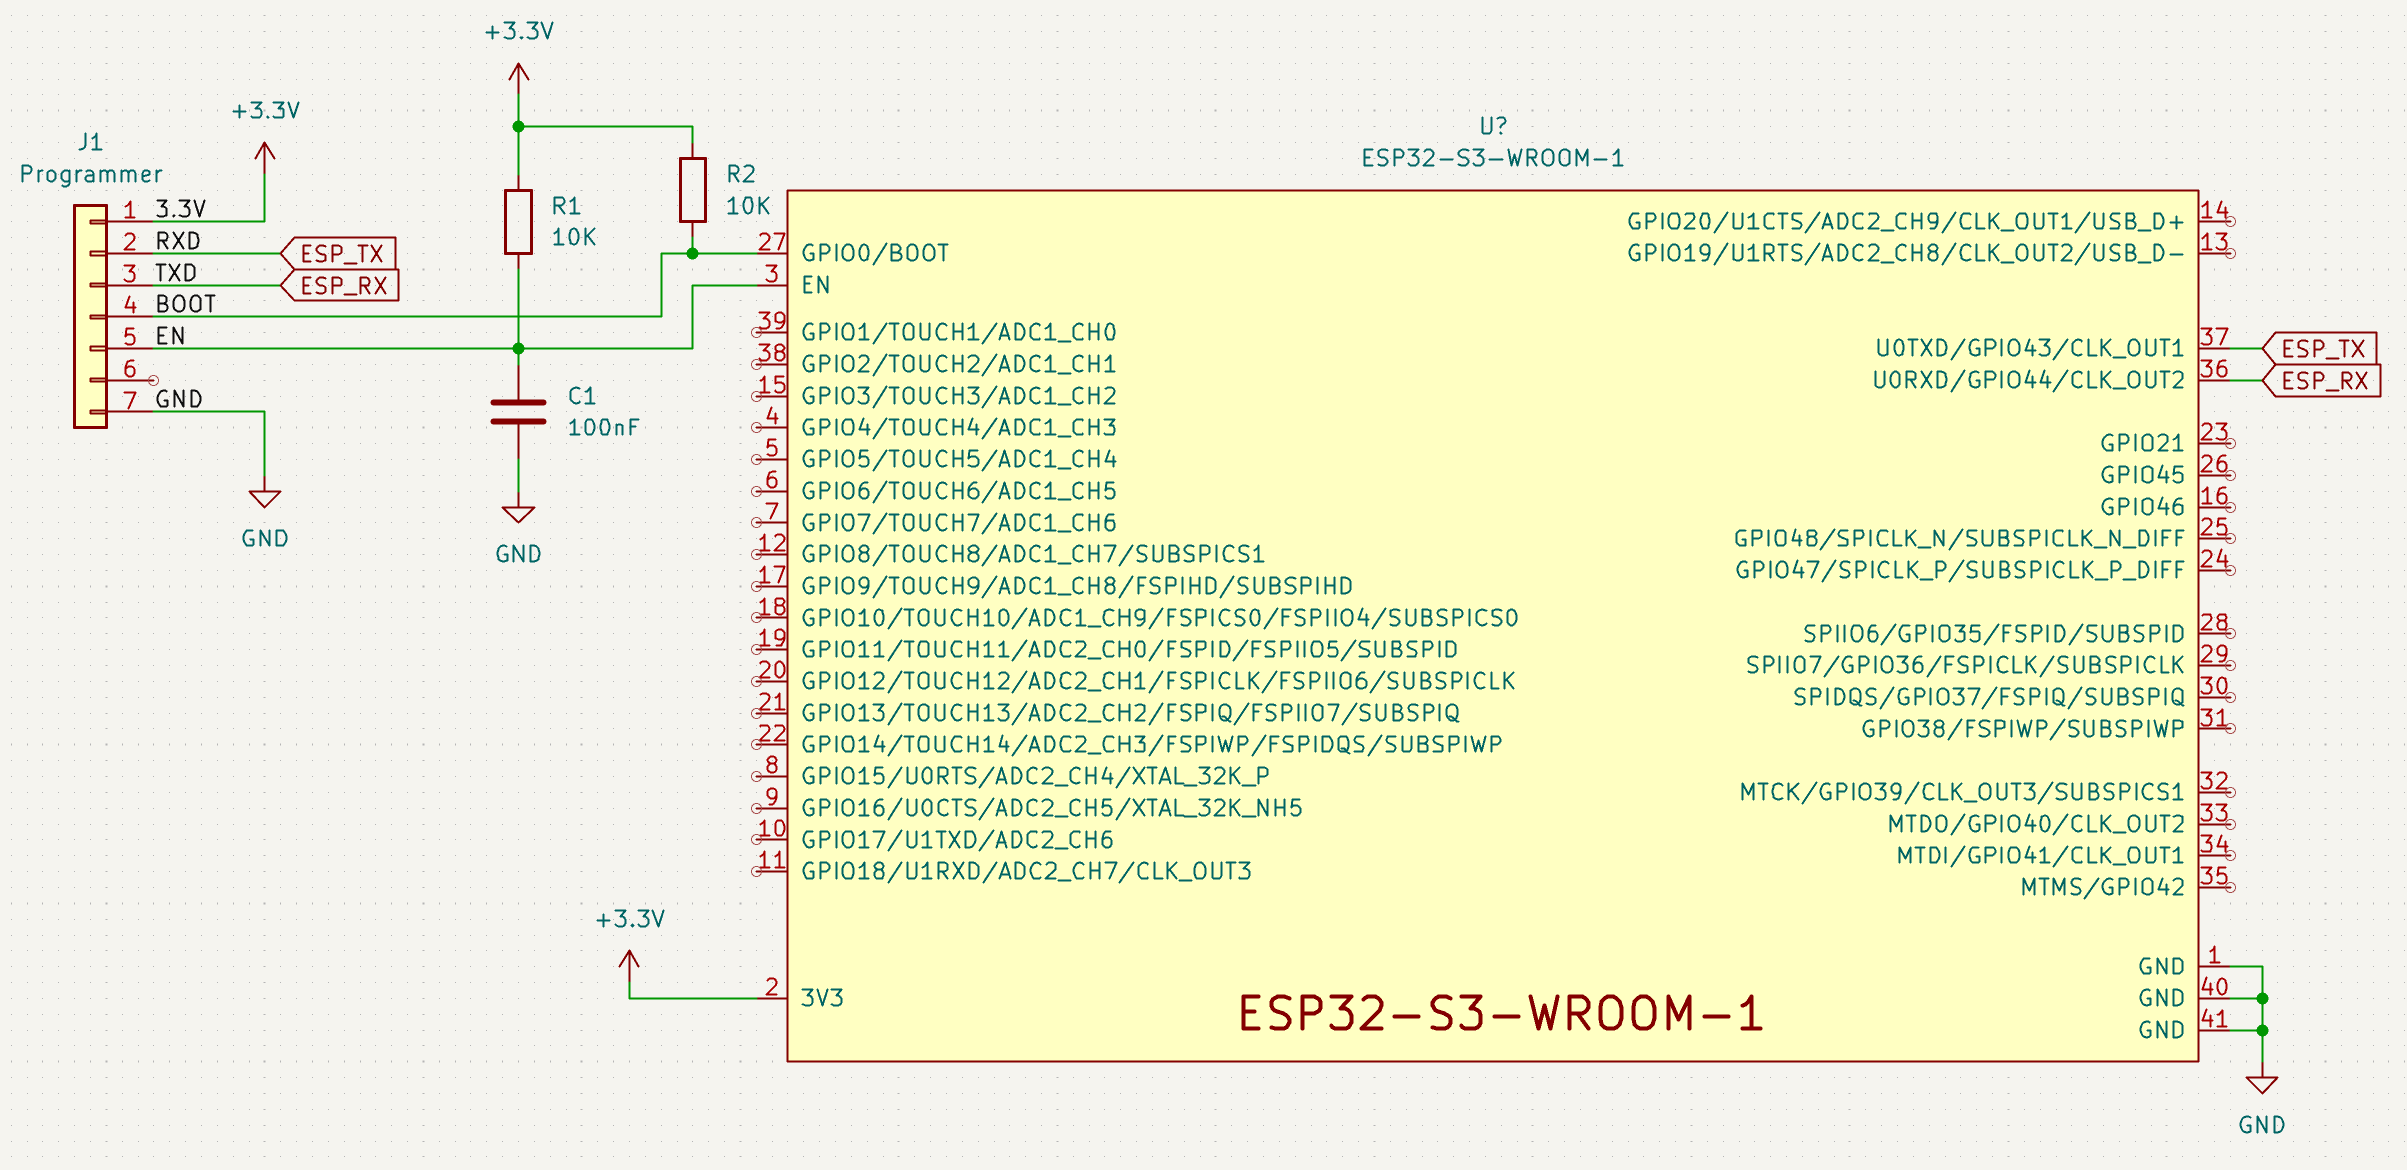 +3.3V
+3.3V
J1
Programmer
1 3.3V
2 RXD
ESP_TX
3 TXD
ESP_RX
4 BOOT
5 EN
6
7 GND
GND
R1
10K
R2
10K
C1
100nF
GND
U?
ESP32-S3-WROOM-1
27 GPIO0/BOOT
3 EN
39 GPIO1/TOUCH1/ADC1_CH0
38 GPIO2/TOUCH2/ADC1_CH1
15 GPIO3/TOUCH3/ADC1_CH2
4 GPIO4/TOUCH4/ADC1_CH3
5 GPIO5/TOUCH5/ADC1_CH4
6 GPIO6/TOUCH6/ADC1_CH5
7 GPIO7/TOUCH7/ADC1_CH6
12 GPIO8/TOUCH8/ADC1_CH7/SUBSPICS1
17 GPIO9/TOUCH9/ADC1_CH8/FSPIHD/SUBSPIHD
18 GPIO10/TOUCH10/ADC1_CH9/FSPICS0/FSPIIO4/SUBSPICS0
19 GPIO11/TOUCH11/ADC2_CH0/FSPID/FSPIIO5/SUBSPID
20 GPIO12/TOUCH12/ADC2_CH1/FSPICLK/FSPIIO6/SUBSPICLK
21 GPIO13/TOUCH13/ADC2_CH2/FSPIQ/FSPIIO7/SUBSPIQ
22 GPIO14/TOUCH14/ADC2_CH3/FSPIWP/FSPIDQS/SUBSPIWP
8 GPIO15/U0RTS/ADC2_CH4/XTAL_32K_P
9 GPIO16/U0CTS/ADC2_CH5/XTAL_32K_NH5
10 GPIO17/U1TXD/ADC2_CH6
11 GPIO18/U1RXD/ADC2_CH7/CLK_OUT3
+3.3V
2 3V3
ESP32-S3-WROOM-1
GPIO20/U1CTS/ADC2_CH9/CLK_OUT1/USB_D+ 14
GPIO19/U1RTS/ADC2_CH8/CLK_OUT2/USB_D- 13
U0TXD/GPIO43/CLK_OUT1 37
ESP_TX
U0RXD/GPIO44/CLK_OUT2 36
ESP_RX
GPIO21 23
GPIO45 26
GPIO46 16
GPIO48/SPICLK_N/SUBSPICLK_N_DIFF 25
GPIO47/SPICLK_P/SUBSPICLK_P_DIFF 24
SPIIO6/GPIO35/FSPID/SUBSPID 28
SPIIO7/GPIO36/FSPICLK/SUBSPICLK 29
SPIDQS/GPIO37/FSPIQ/SUBSPIQ 30
GPIO38/FSPIWP/SUBSPIWP 31
MTCK/GPIO39/CLK_OUT3/SUBSPICS1 32
MTDO/GPIO40/CLK_OUT2 33
MTDI/GPIO41/CLK_OUT1 34
MTMS/GPIO42 35
GND 1
GND 40
GND 41
GND